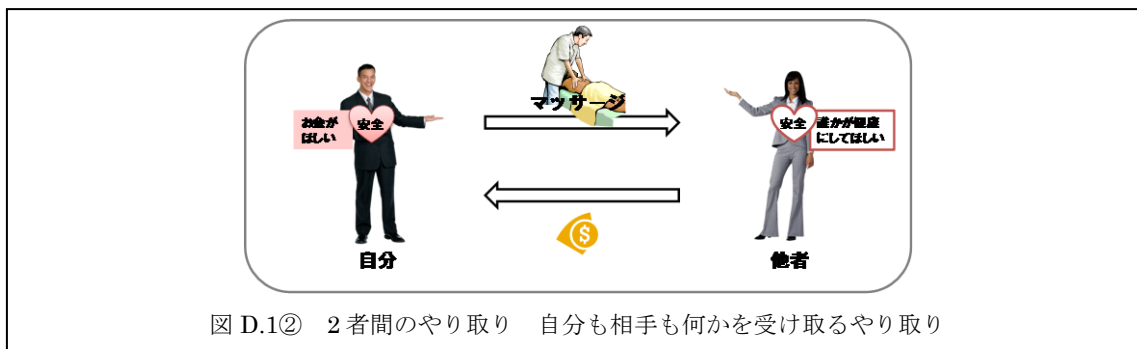 マッサージ
お金が
ほしい
安全
安全
誰かが健康
にしてほしい
$
自分
他者
図 D.1② 2 者間のやり取り 自分も相手も何かを受け取るやり取り